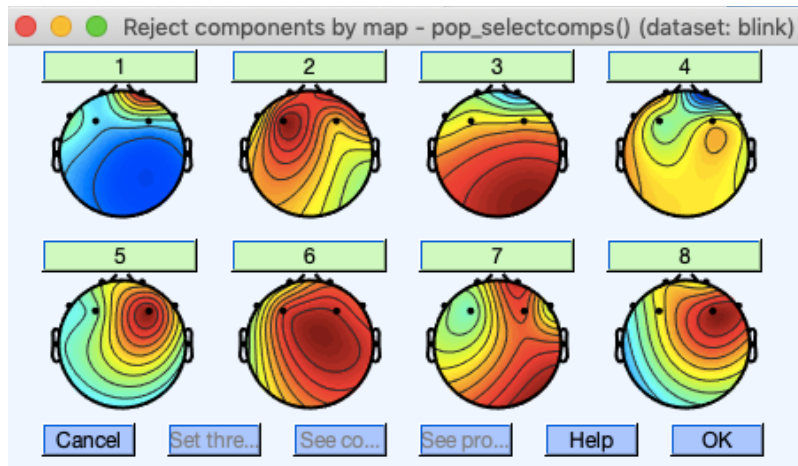 Reject components by map - pop_selectcomps() (dataset: blink)
1 2 3 4
5 6 7 8
Cancel Set thre... See co... See pro... Help OK